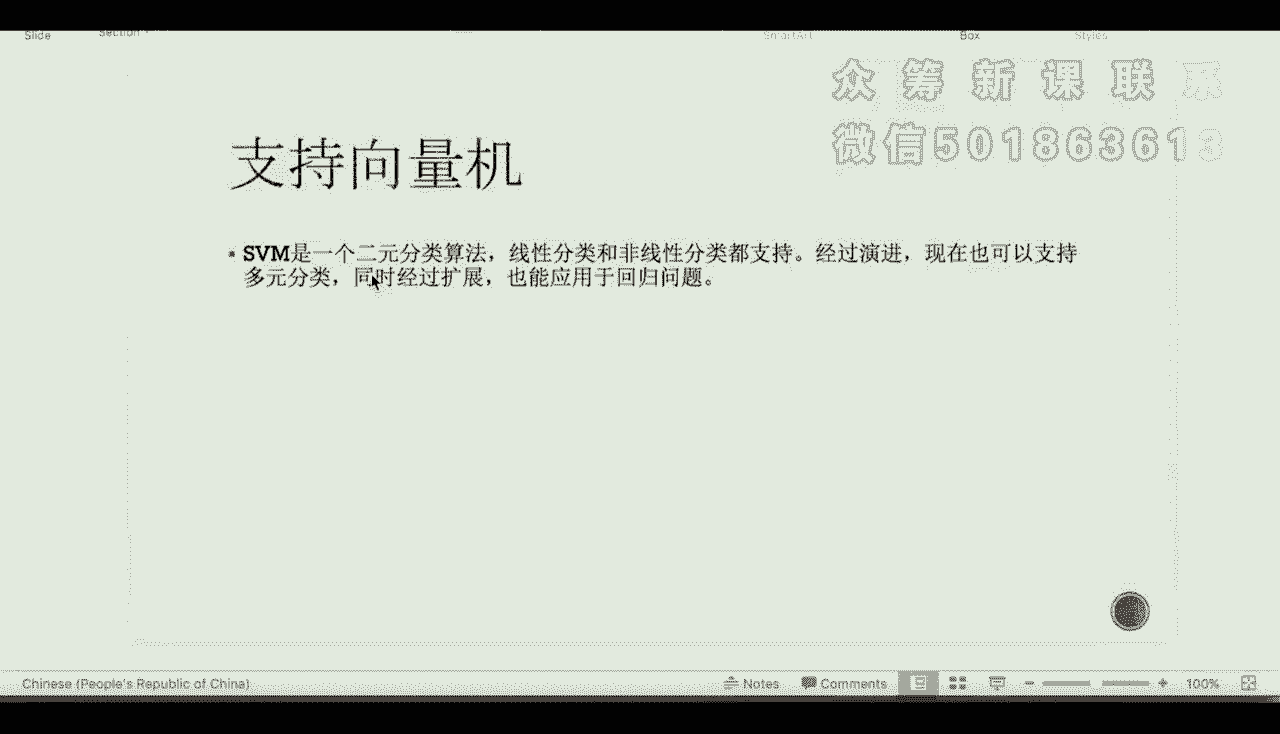 Slide
Section
SmartArt
Box
Styles
众筹新课联系
微信501863613
支持向量机
SVM是一个二元分类算法，线性分类和非线性分类都支持。经过演进，现在也可以支持
多元分类，同时经过扩展，也能应用于回归问题。
Chinese (People's Republic of China)
Notes
Comments
100%